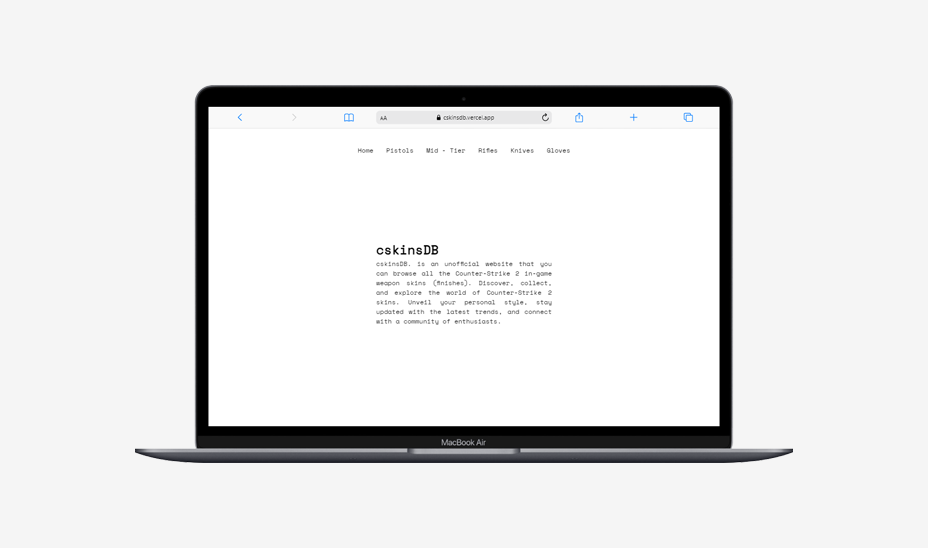 AA cskinsdb.vercel.app
Home Pistols Mid - Tier Rifles Knives Gloves
cskinsDB
cskinsDB. is an unofficial website that you
can browse all the Counter-Strike 2 in-game
weapon skins (finishes). Discover, collect,
and explore the world of Counter-Strike 2
skins. Unveil your personal style, stay
updated with the latest trends, and connect
with a community of enthusiasts.
MacBook Air